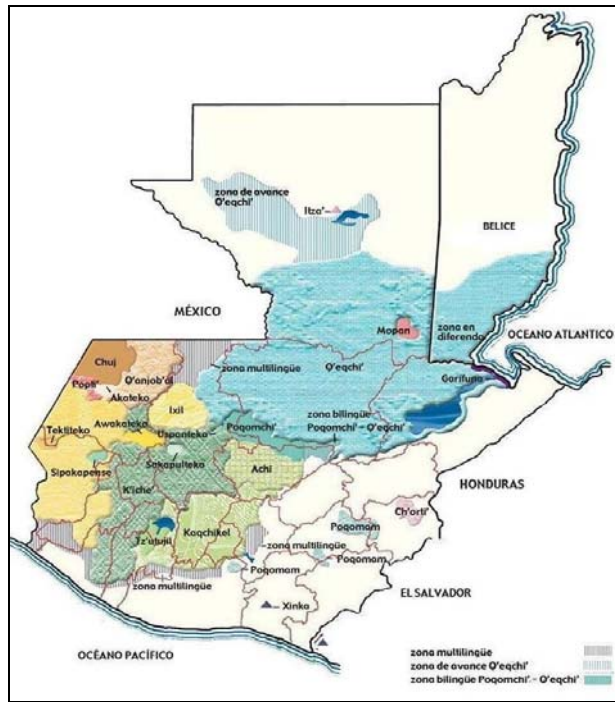 zona de avance
Q'eqchi'
Itza'
BELICE
MÉXICO
Mopan
zona en
diferendo
OCEANO ATLANTICO
Chuj
Q'anjob'al
zona multilingüe
Q'eqchi'
Garifuna
Popti'
Akateko
Ixil
Awakateko
zona bilingüe
Poqomchi' - Q'eqchi'
Tektiteko
Uspanteko
Poqomchi'
Sipakapense
Sakapulteko
Achi
HONDURAS
K'iche'
Ch'orti'
Tz'utujil
Kaqchikel
Poqomam
zona multilingüe
Poqomam
Poqomam
zona multilingüe
Xinka
EL SALVADOR
OCÉANO PACÍFICO
zona multilingüe
zona de avance Q'eqchi'
zona bilingüe Poqomchi' - Q'eqchi'